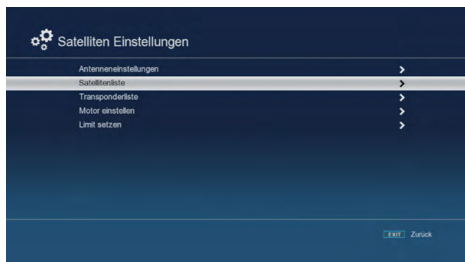 Satelliten Einstellungen
Antenneneinstellungen
Satellitenliste
Transponderliste
Motor einstellen
Limit setzen
EXIT Zurück